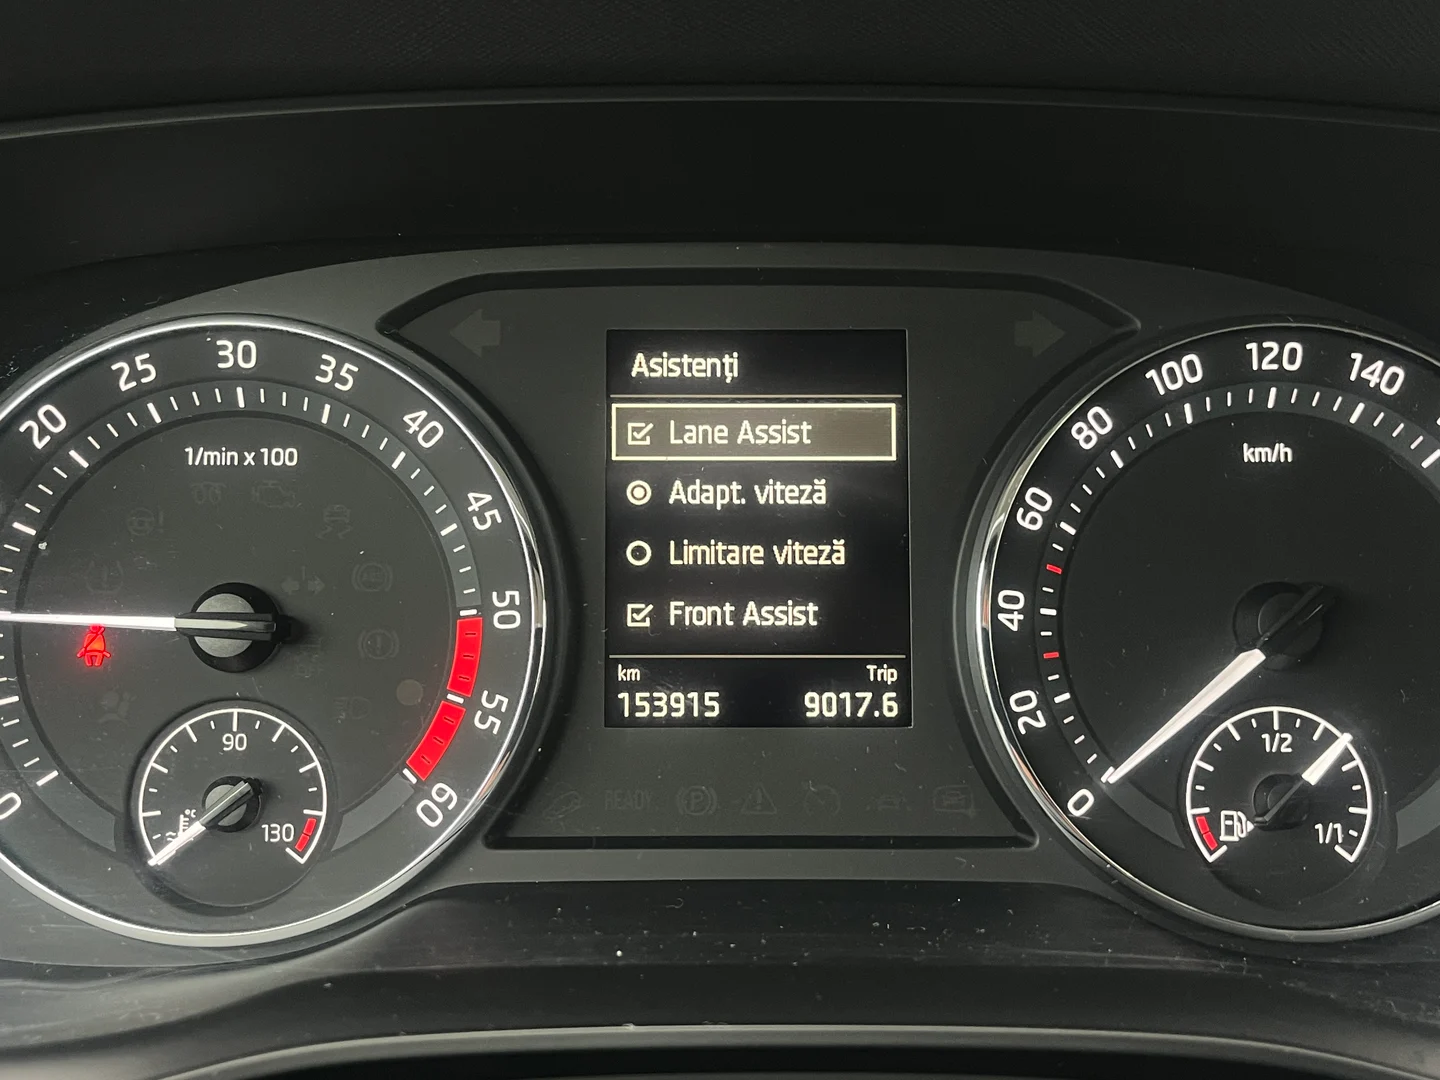 20
25
30
35
40
45
50
55
60
0
1/min x 100
90
130
°C
Asistenți
Lane Assist
Adapt. viteză
Limitare viteză
Front Assist
km Trip
153915 9017.6
READY
0
20
40
60
80
100
120
140
km/h
1/2
1/1